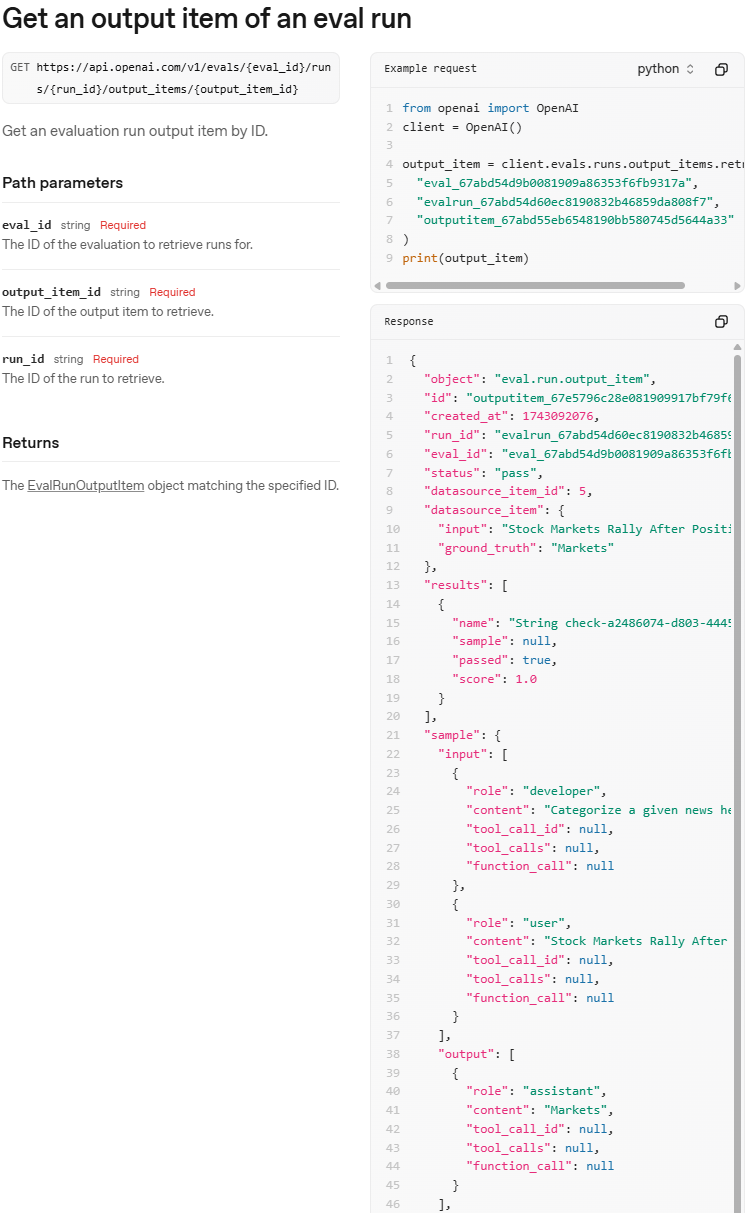 Get an output item of an eval run
GET https://api.openai.com/v1/evals/{eval_id}/run
s/{run_id}/output_items/{output_item_id}
Get an evaluation run output item by ID.
Path parameters
eval_id string Required
The ID of the evaluation to retrieve runs for.
output_item_id string Required
The ID of the output item to retrieve.
run_id string Required
The ID of the run to retrieve.
Returns
The EvalRunOutputItem object matching the specified ID.
Example request
python
1 from openai import OpenAI
2 client = OpenAI()
3
4 output_item = client.evals.runs.output_items.retr
5 "eval_67abd54d9b0081909a86353f6fb9317a",
6 "evalrun_67abd54d60ec8190832b46859da808f7",
7 "outputitem_67abd55eb6548190bb580745d5644a33"
8 )
9 print(output_item)
Response
1 {
2 "object": "eval.run.output_item",
3 "id": "outputitem_67e5796c28e081909917bf79f6
4 "created_at": 1743092076,
5 "run_id": "evalrun_67abd54d60ec8190832b46859
6 "eval_id": "eval_67abd54d9b0081909a86353f6fb
7 "status": "pass",
8 "datasource_item_id": 5,
9 "datasource_item": {
10 "input": "Stock Markets Rally After Positi
11 "ground_truth": "Markets"
12 },
13 "results": [
14 {
15 "name": "String check-a2486074-d803-4445
16 "sample": null,
17 "passed": true,
18 "score": 1.0
19 }
20 ],
21 "sample": {
22 "input": [
23 {
24 "role": "developer",
25 "content": "Categorize a given news he
26 "tool_call_id": null,
27 "tool_calls": null,
28 "function_call": null
29 },
30 {
31 "role": "user",
32 "content": "Stock Markets Rally After
33 "tool_call_id": null,
34 "tool_calls": null,
35 "function_call": null
36 }
37 ],
38 "output": [
39 {
40 "role": "assistant",
41 "content": "Markets",
42 "tool_call_id": null,
43 "tool_calls": null,
44 "function_call": null
45 }
46 ],